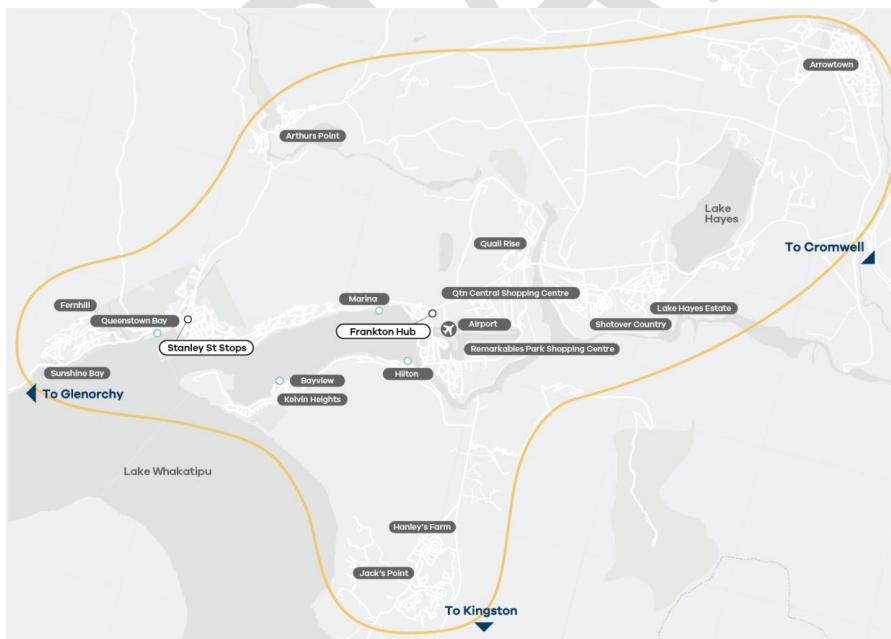 Arrowtown
Arthurs Point
Lake
Hayes
Quail Rise
To Cromwell
Qtn Central Shopping Centre
Marina
Fernhill
Queenstown Bay
Lake Hayes Estate
Airport
Shotover Country
Frankton Hub
Stanley St Stops
Remarkables Park Shopping Centre
Sunshine Bay
Hilton
Bayview
To Glenorchy
Kelvin Heights
Lake Whakatipu
Hanley's Farm
Jack's Point
To Kingston